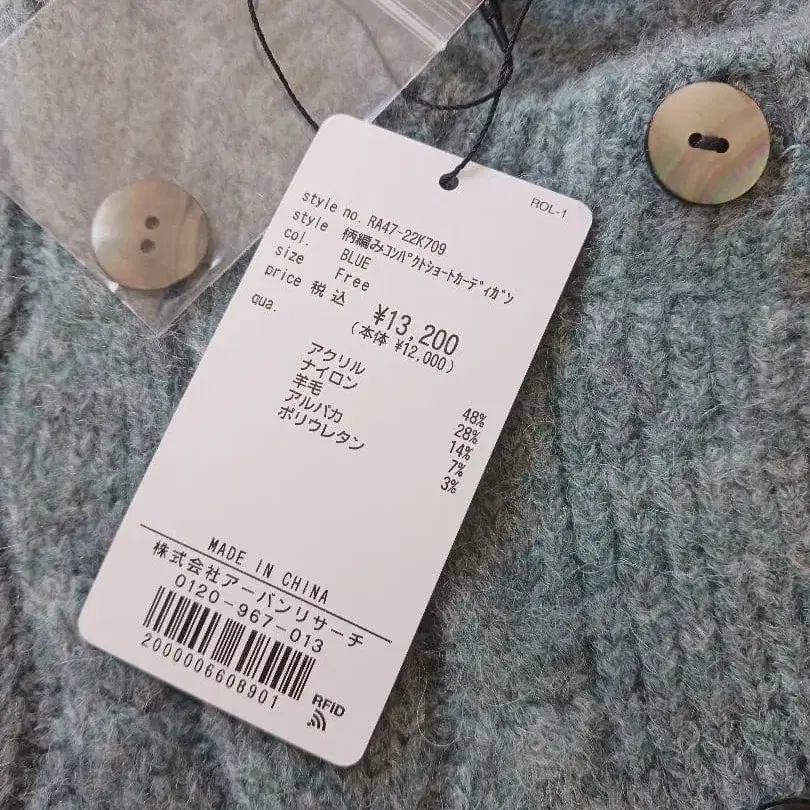 ROL-1
style no. RA47-22K709
style 柄編みｺﾝﾊﾟｸﾄｼｮｰﾄｶｰﾃﾞｨｶﾞﾝ
col. BLUE
size Free
price 税込 ¥13,200
(本体 ¥12,000)
qua.
アクリル 48%
ナイロン 28%
羊毛 14%
アルパカ 7%
ポリウレタン 3%
MADE IN CHINA
株式会社アーバンリサーチ
0120-967-013
2000006608901
RFID